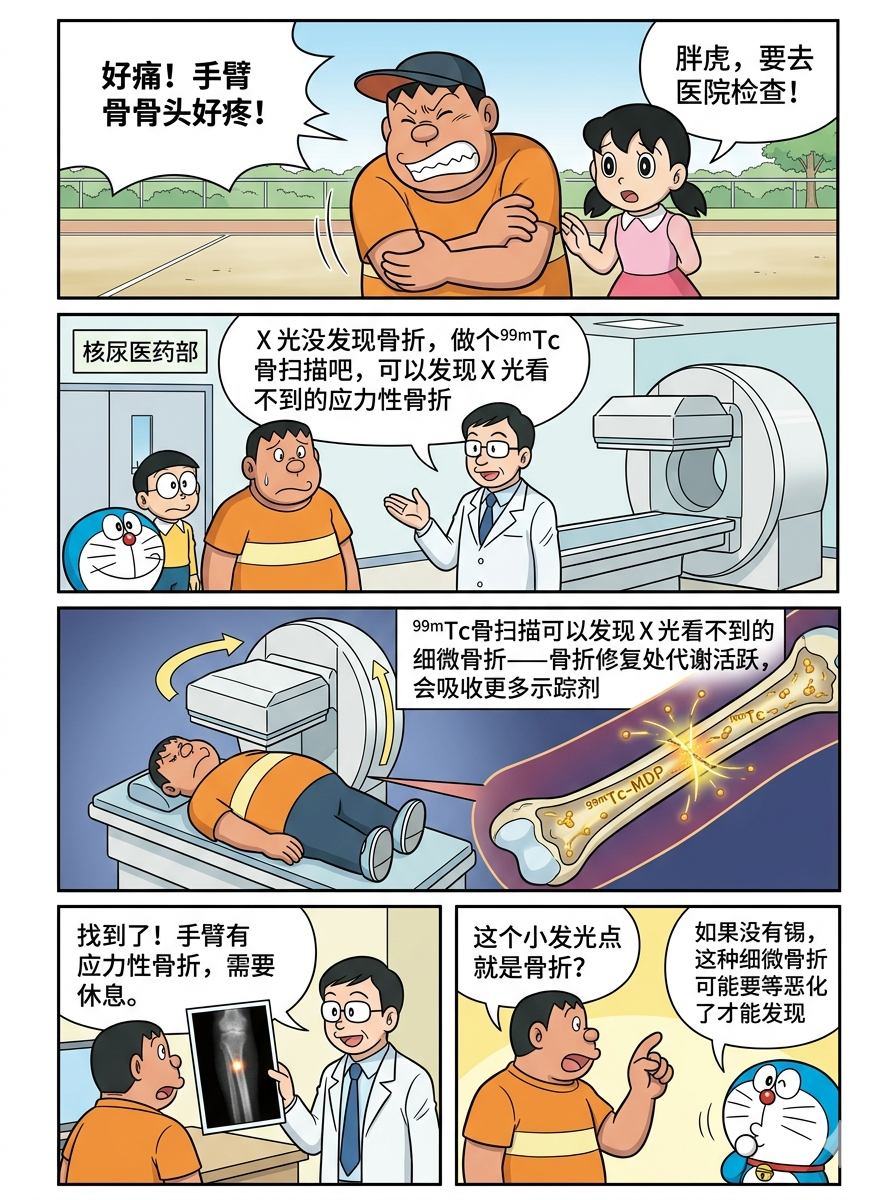 好痛！手臂
骨骨头好疼！
胖虎，要去
医院检查！
核尿医药部
X光没发现骨折，做个⁹⁹ᵐTc
骨扫描吧，可以发现X光看
不到的应力性骨折
⁹⁹ᵐTc骨扫描可以发现X光看不到的
细微骨折——骨折修复处代谢活跃，
会吸收更多示踪剂
⁹⁹ᵐTc-MDP
找到了！手臂有
应力性骨折，需要
休息。
这个小发光点
就是骨折？
如果没有锡，
这种细微骨折
可能要等恶化
了才能发现